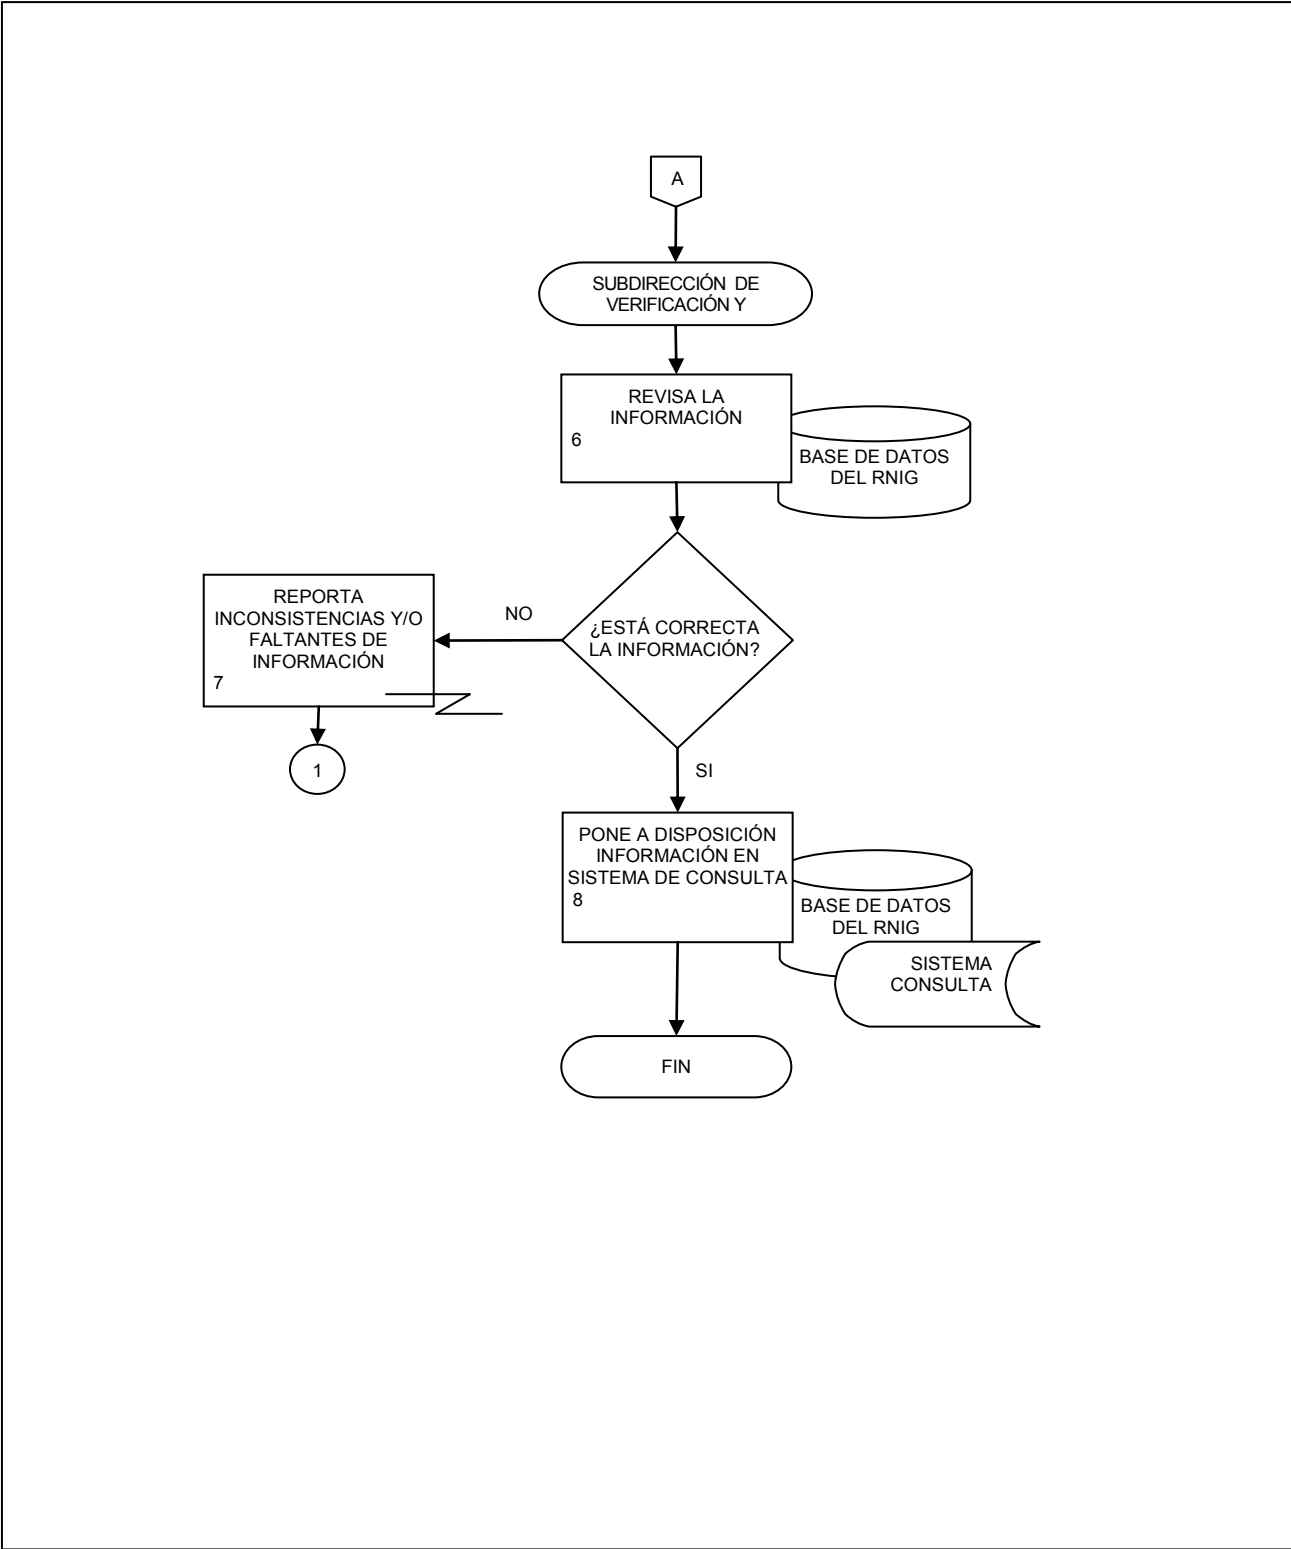 A
SUBDIRECCIÓN DE
VERIFICACIÓN Y
REVISA LA
INFORMACIÓN
6
BASE DE DATOS
DEL RNIG
¿ESTÁ CORRECTA
LA INFORMACIÓN?
NO
REPORTA
INCONSISTENCIAS Y/O
FALTANTES DE
INFORMACIÓN
7
1
SI
PONE A DISPOSICIÓN
INFORMACIÓN EN
SISTEMA DE CONSULTA
8
BASE DE DATOS
DEL RNIG
SISTEMA
CONSULTA
FIN